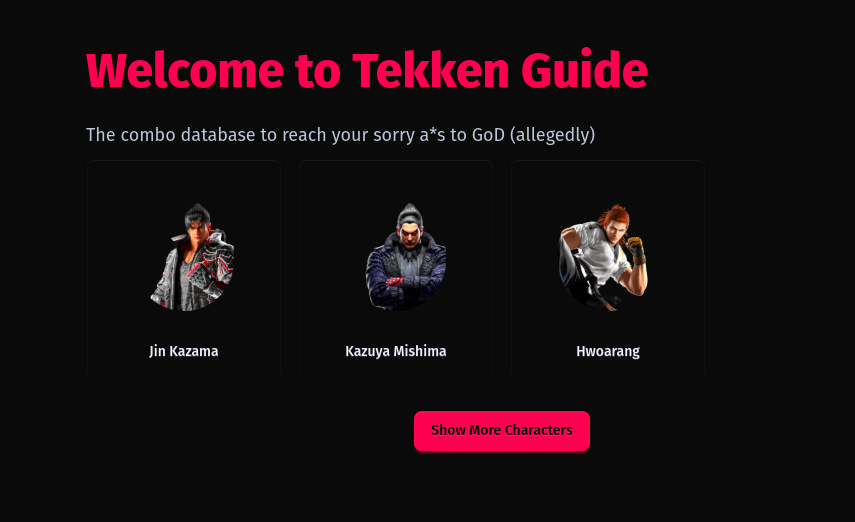 Welcome to Tekken Guide
The combo database to reach your sorry a*s to GoD (allegedly)
Jin Kazama
Kazuya Mishima
Hwoarang
Show More Characters